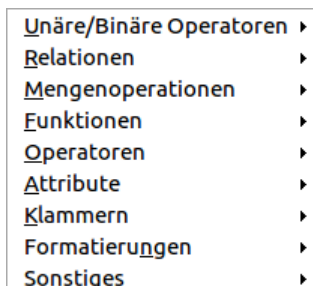 Unäre/Binäre Operatoren
Relationen
Mengenoperationen
Funktionen
Operatoren
Attribute
Klammern
Formatierungen
Sonstiges